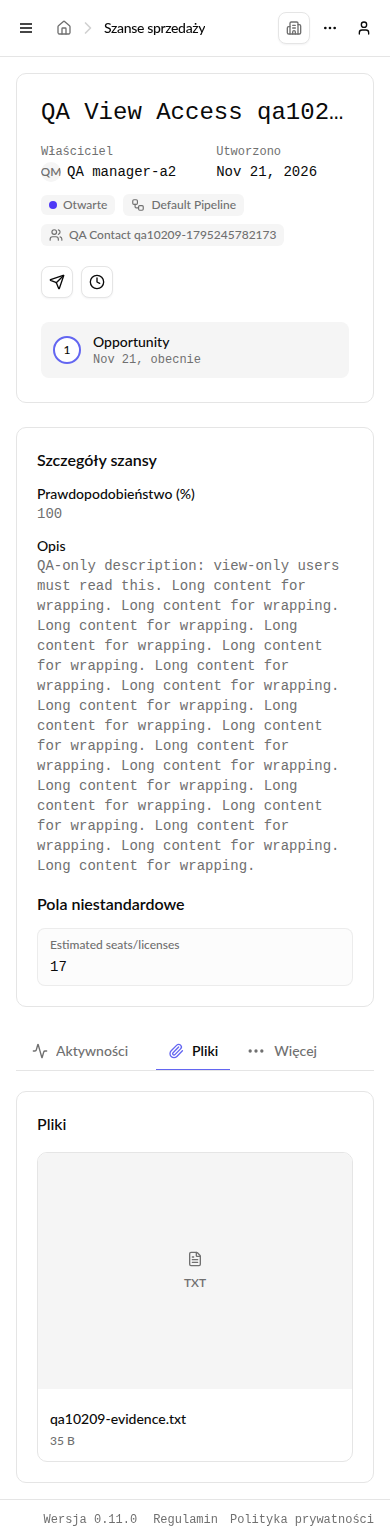 Szanse sprzedaży
QA View Access qa102…
Właściciel
Utworzono
QM QA manager-a2
Nov 21, 2026
Otwarte
Default Pipeline
QA Contact qa10209-1795245782173
1
Opportunity
Nov 21, obecnie
Szczegóły szansy
Prawdopodobieństwo (%)
100
Opis
QA-only description: view-only users
must read this. Long content for
wrapping. Long content for wrapping.
Long content for wrapping. Long
content for wrapping. Long content
for wrapping. Long content for
wrapping. Long content for wrapping.
Long content for wrapping. Long
content for wrapping. Long content
for wrapping. Long content for
wrapping. Long content for wrapping.
Long content for wrapping. Long
content for wrapping. Long content
for wrapping. Long content for
wrapping. Long content for wrapping.
Long content for wrapping.
Pola niestandardowe
Estimated seats/licenses
17
Aktywności
Pliki
Więcej
Pliki
TXT
qa10209-evidence.txt
35 B
Wersja 0.11.0 Regulamin Polityka prywatności